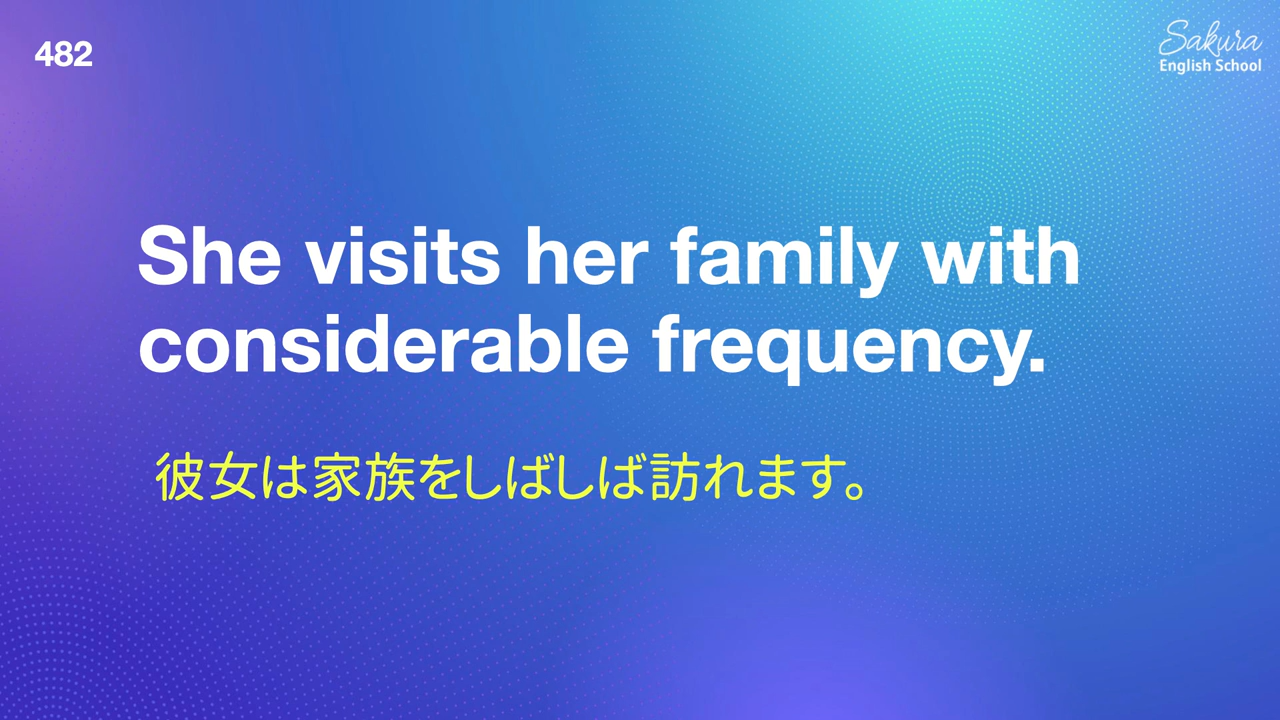 482
Sakura
English School
She visits her family with
considerable frequency.
彼女は家族をしばしば訪れます。